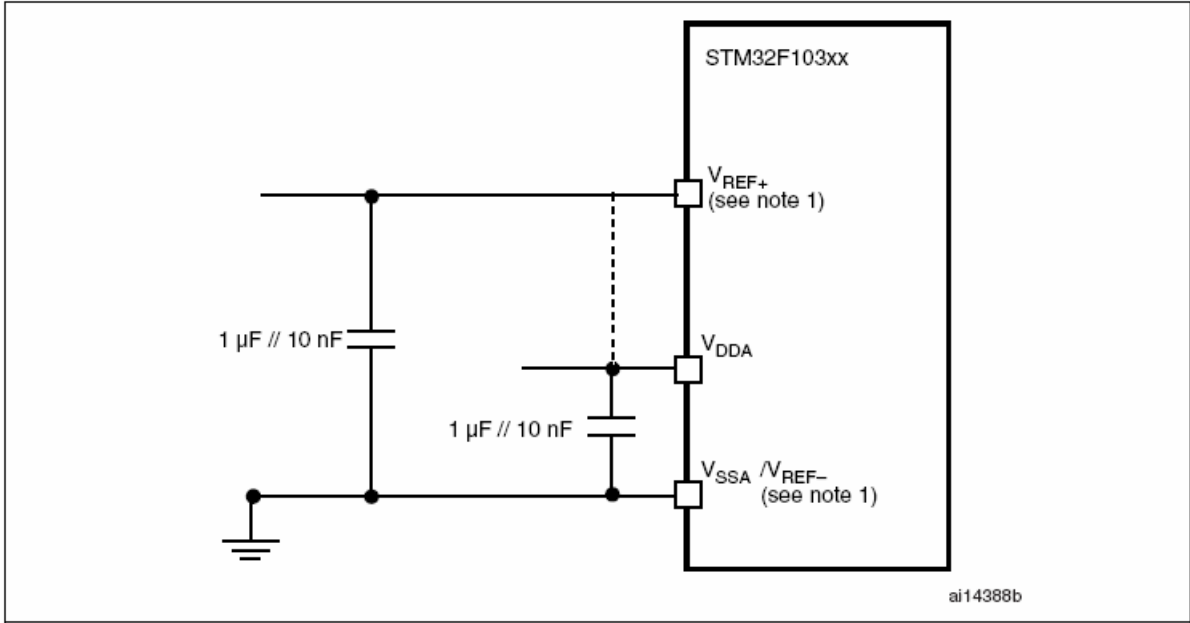 STM32F103xx
VREF+
(see note 1)
1 µF // 10 nF
VDDA
1 µF // 10 nF
VSSA /VREF–
(see note 1)
ai14388b